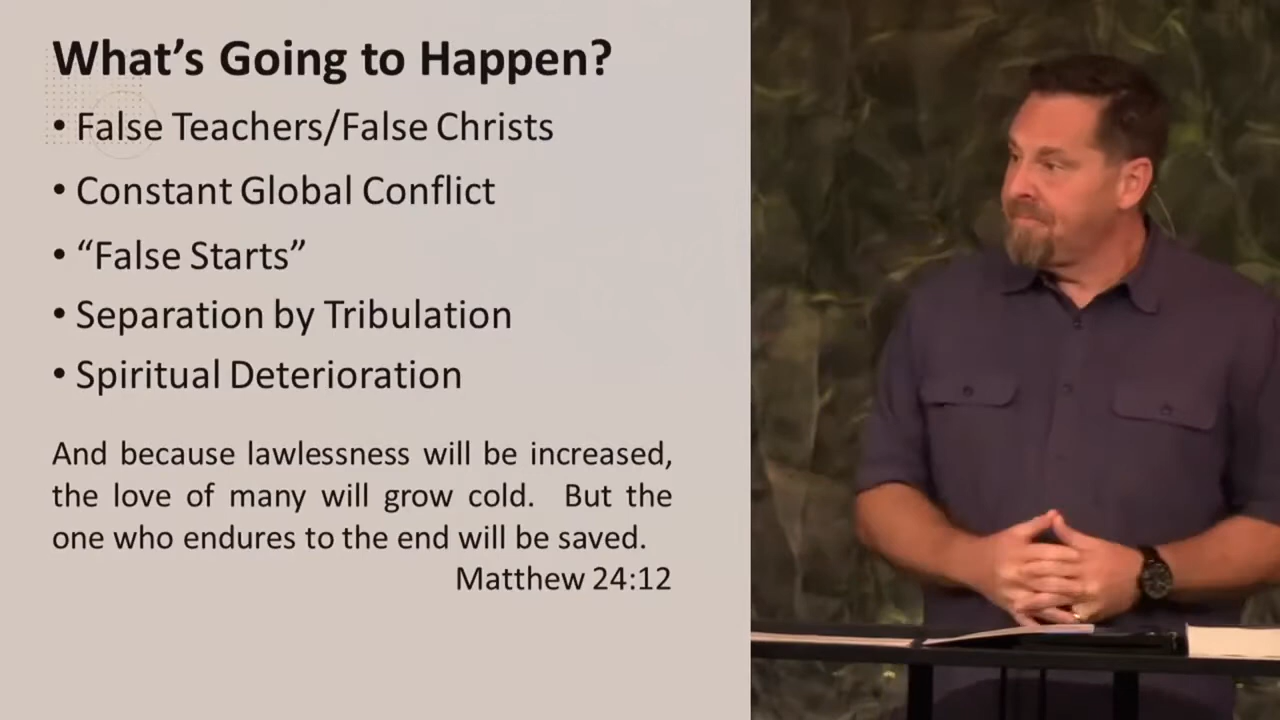 What’s Going to Happen?
• False Teachers/False Christs
• Constant Global Conflict
• “False Starts”
• Separation by Tribulation
• Spiritual Deterioration
And because lawlessness will be increased,
the love of many will grow cold.  But the
one who endures to the end will be saved.
Matthew 24:12